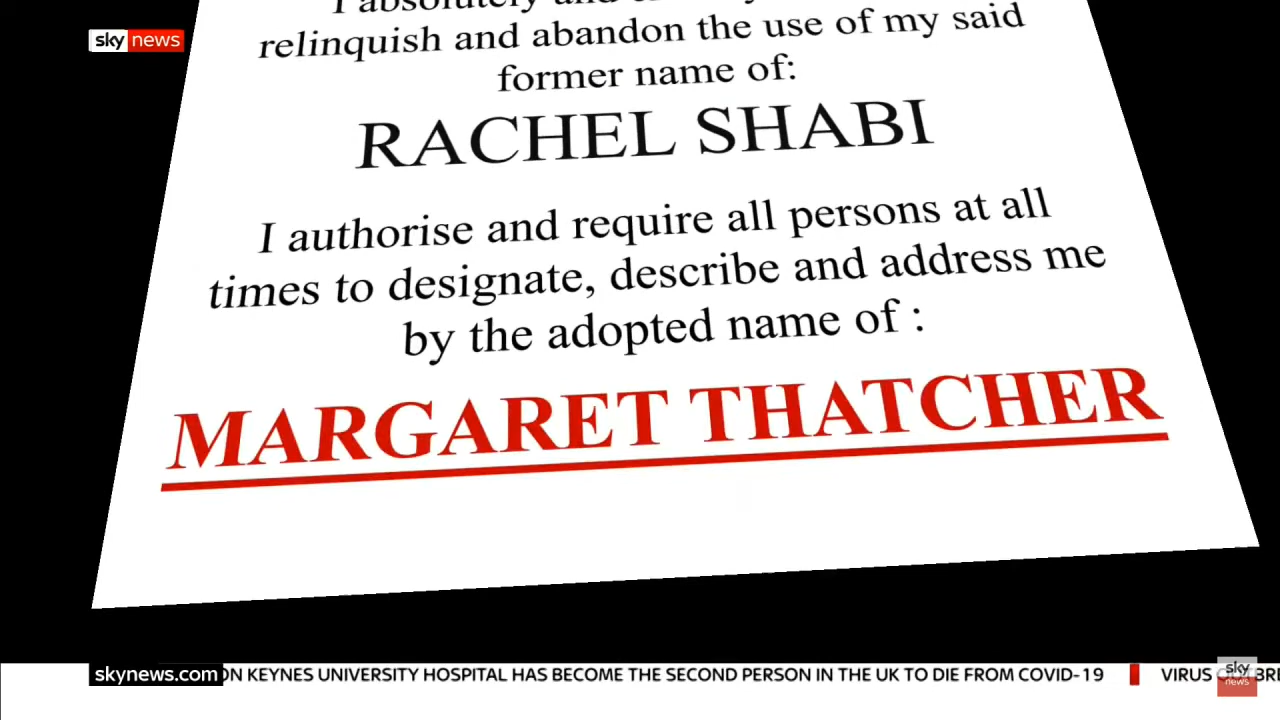 I absolutely and
sky news
relinquish and abandon the use of my said
former name of:
RACHEL SHABI
I authorise and require all persons at all
times to designate, describe and address me
by the adopted name of :
MARGARET THATCHER
skynews.com ON KEYNES UNIVERSITY HOSPITAL HAS BECOME THE SECOND PERSON IN THE UK TO DIE FROM COVID-19 VIRUS
sky news